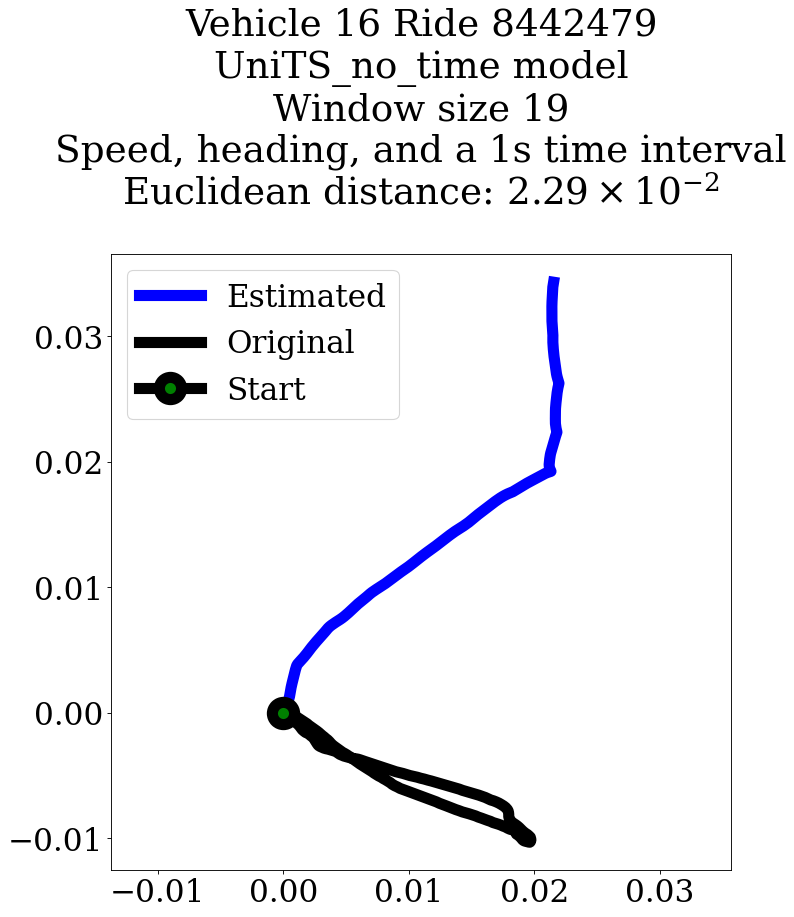 Vehicle 16 Ride 8442479
UniTS_no_time model
Window size 19
Speed, heading, and a 1s time interval
Euclidean distance: 2.29 × 10⁻²
Estimated
Original
Start
0.03
0.02
0.01
0.00
−0.01
−0.01 0.00 0.01 0.02 0.03